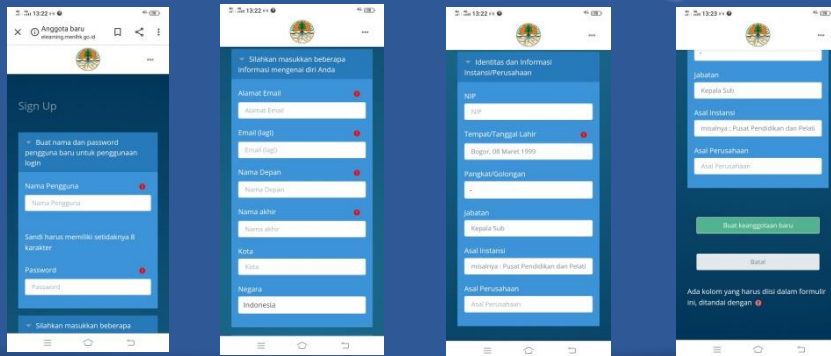 13:22
Anggota baru
elearning.menlhk.go.id
Sign Up
Buat nama dan password
pengguna baru untuk penggunaan
login
Nama Pengguna
Nama Pengguna
Sandi harus memiliki setidaknya 8
karakter
Password
Password
Silahkan masukkan beberapa
13:22
Silahkan masukkan beberapa
informasi mengenai diri Anda
Alamat Email
Alamat Email
Email (lagi)
Email (lagi)
Nama Depan
Nama Depan
Nama akhir
Nama akhir
Kota
Kota
Negara
Indonesia
13:22
Identitas dan Informasi
Instansi/Perusahaan
NIP
NIP
Tempat/Tanggal Lahir
Bogor, 08 Maret 1999
Pangkat/Golongan
-
Jabatan
Kepala Sub
Asal Instansi
misalnya : Pusat Pendidikan dan Pelati
Asal Perusahaan
Asal Perusahaan
13:23
-
Jabatan
Kepala Sub
Asal Instansi
misalnya : Pusat Pendidikan dan Pelati
Asal Perusahaan
Asal Perusahaan
Buat keanggotaan baru
Batal
Ada kolom yang harus diisi dalam formulir
ini, ditandai dengan